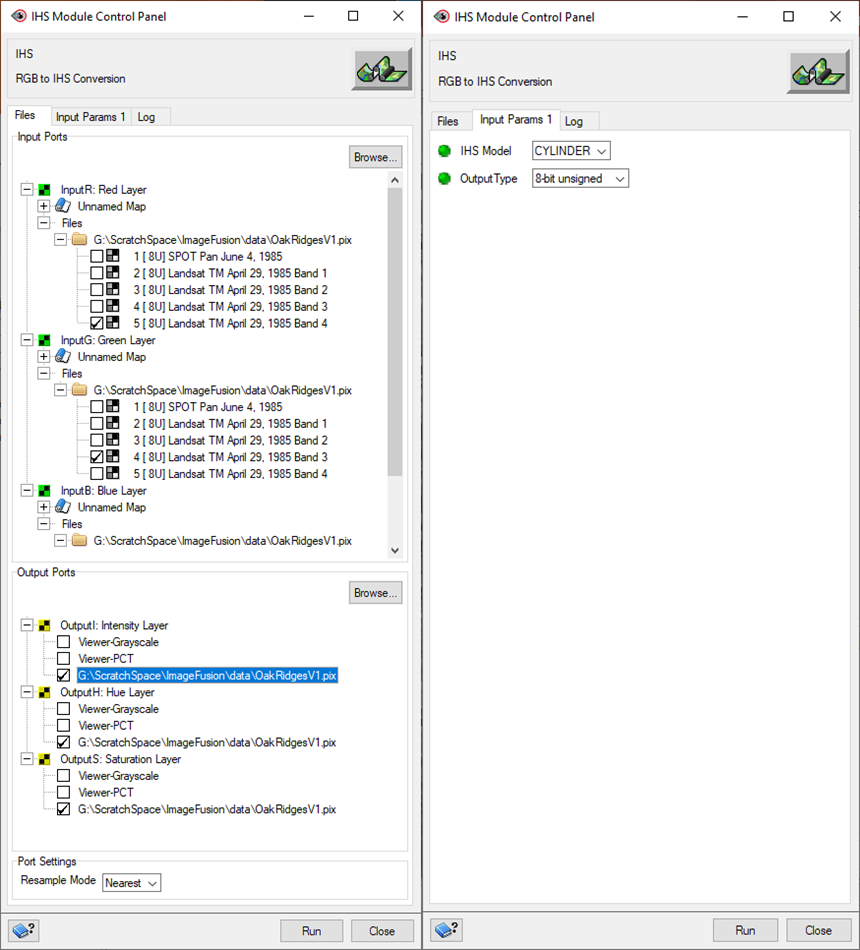 IHS Module Control Panel
IHS
RGB to IHS Conversion
Files Input Params 1 Log
Input Ports
Browse...
InputR: Red Layer
Unnamed Map
Files
G:\ScratchSpace\ImageFusion\data\OakRidgesV1.pix
1 [ 8U] SPOT Pan June 4, 1985
2 [ 8U] Landsat TM April 29, 1985 Band 1
3 [ 8U] Landsat TM April 29, 1985 Band 2
4 [ 8U] Landsat TM April 29, 1985 Band 3
5 [ 8U] Landsat TM April 29, 1985 Band 4
InputG: Green Layer
Unnamed Map
Files
G:\ScratchSpace\ImageFusion\data\OakRidgesV1.pix
1 [ 8U] SPOT Pan June 4, 1985
2 [ 8U] Landsat TM April 29, 1985 Band 1
3 [ 8U] Landsat TM April 29, 1985 Band 2
4 [ 8U] Landsat TM April 29, 1985 Band 3
5 [ 8U] Landsat TM April 29, 1985 Band 4
InputB: Blue Layer
Unnamed Map
Files
G:\ScratchSpace\ImageFusion\data\OakRidgesV1.pix
Output Ports
Browse...
OutputI: Intensity Layer
Viewer-Grayscale
Viewer-PCT
G:\ScratchSpace\ImageFusion\data\OakRidgesV1.pix
OutputH: Hue Layer
Viewer-Grayscale
Viewer-PCT
G:\ScratchSpace\ImageFusion\data\OakRidgesV1.pix
OutputS: Saturation Layer
Viewer-Grayscale
Viewer-PCT
G:\ScratchSpace\ImageFusion\data\OakRidgesV1.pix
Port Settings
Resample Mode Nearest
? Run Close
IHS Module Control Panel
IHS
RGB to IHS Conversion
Files Input Params 1 Log
IHS Model CYLINDER
OutputType 8-bit unsigned
? Run Close